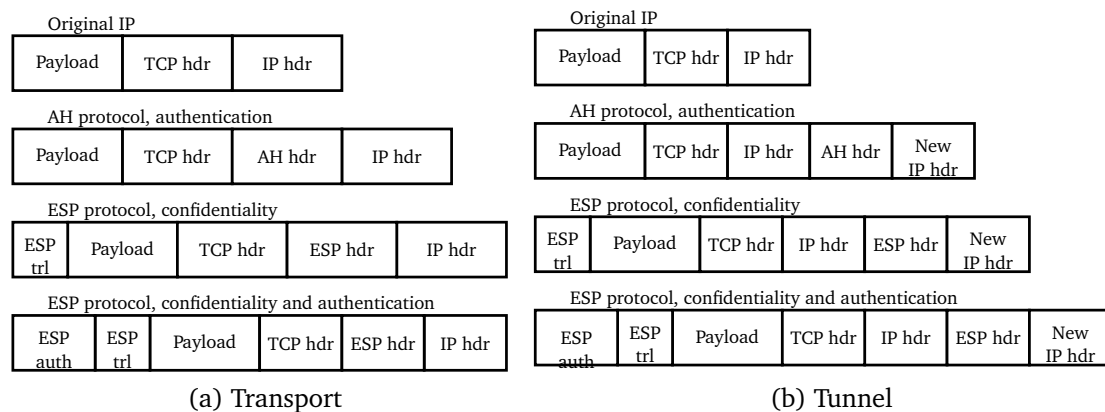 Original IP
Payload TCP hdr IP hdr
AH protocol, authentication
Payload TCP hdr AH hdr IP hdr
ESP protocol, confidentiality
ESP trl Payload TCP hdr ESP hdr IP hdr
ESP protocol, confidentiality and authentication
ESP auth ESP trl Payload TCP hdr ESP hdr IP hdr
(a) Transport
Original IP
Payload TCP hdr IP hdr
AH protocol, authentication
Payload TCP hdr IP hdr AH hdr New IP hdr
ESP protocol, confidentiality
ESP trl Payload TCP hdr IP hdr ESP hdr New IP hdr
ESP protocol, confidentiality and authentication
ESP auth ESP trl Payload TCP hdr IP hdr ESP hdr New IP hdr
(b) Tunnel